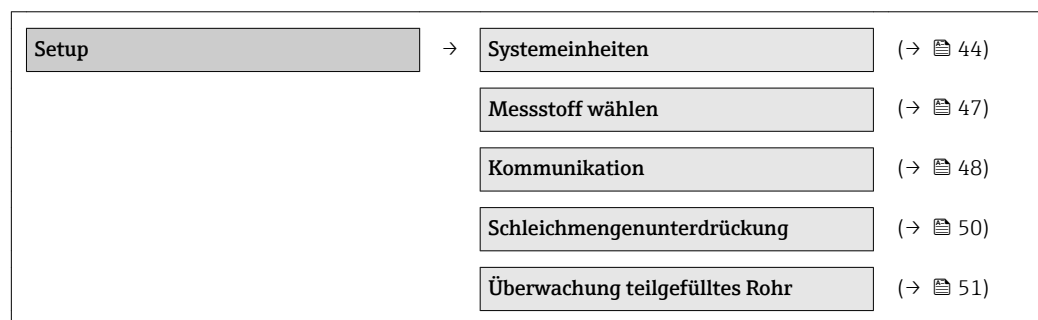 Setup → Systemeinheiten (→ 44)
Messstoff wählen (→ 47)
Kommunikation (→ 48)
Schleichmengenunterdrückung (→ 50)
Überwachung teilgefülltes Rohr (→ 51)